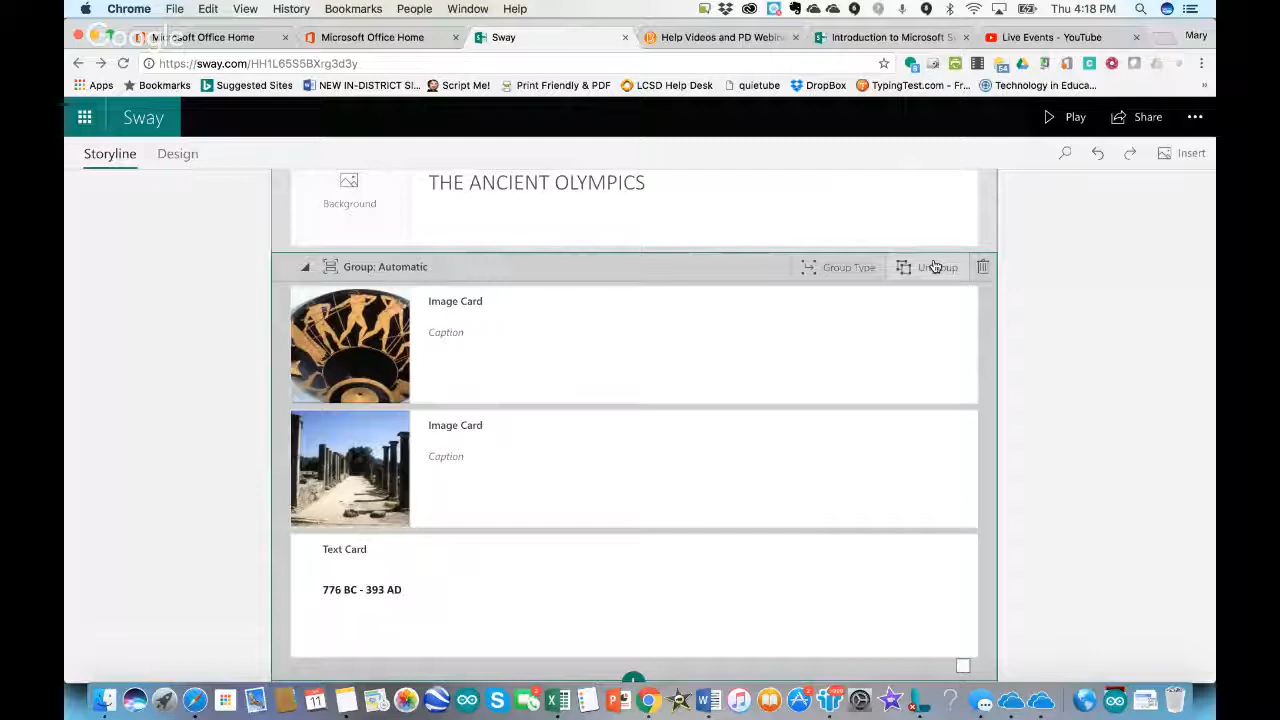 Chrome File Edit View History Bookmarks People Window Help Thu 4:18 PM
Google
Microsoft Office Home Microsoft Office Home Sway Help Videos and PD Webin Introduction to Microsoft S Live Events - YouTube Mary
https://sway.com/HH1L65S5BXrg3d3y
Apps Bookmarks Suggested Sites NEW IN-DISTRICT SI... Script Me! Print Friendly & PDF LCSD Help Desk quietube DropBox TypingTest.com - Fr... Technology in Educa...
Sway Play Share
Storyline Design Insert
THE ANCIENT OLYMPICS
Background
Group: Automatic Group Type Ungroup
Image Card
Caption
Image Card
Caption
Text Card
776 BC - 393 AD